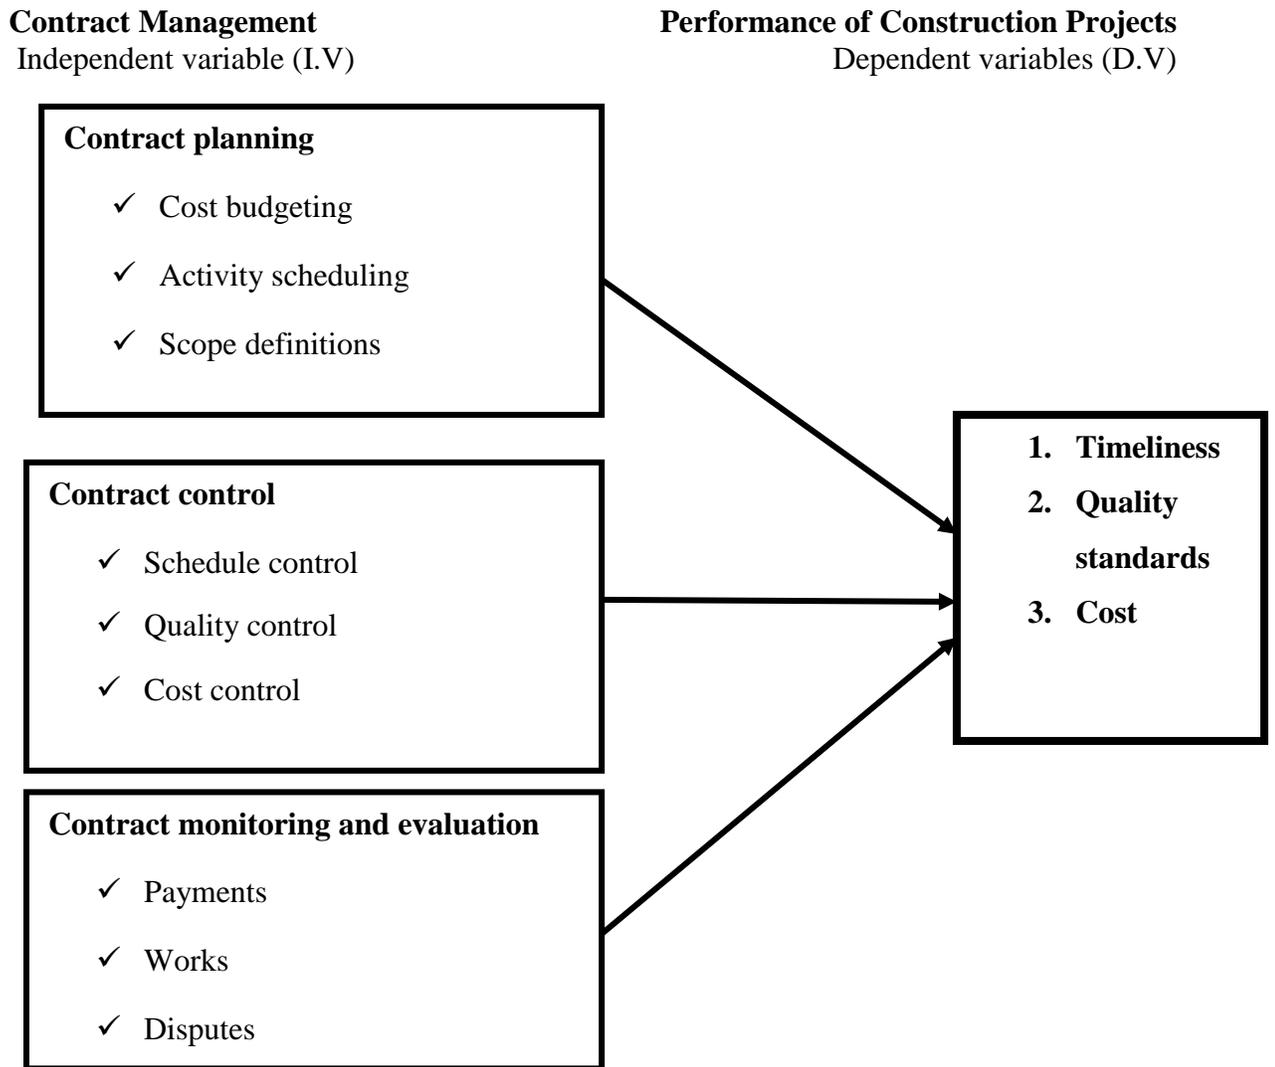 Contract Management
Independent variable (I.V)
Performance of Construction Projects
Dependent variables (D.V)
Contract planning
✓ Cost budgeting
✓ Activity scheduling
✓ Scope definitions
Contract control
✓ Schedule control
✓ Quality control
✓ Cost control
Contract monitoring and evaluation
✓ Payments
✓ Works
✓ Disputes
1. Timeliness
2. Quality
standards
3. Cost